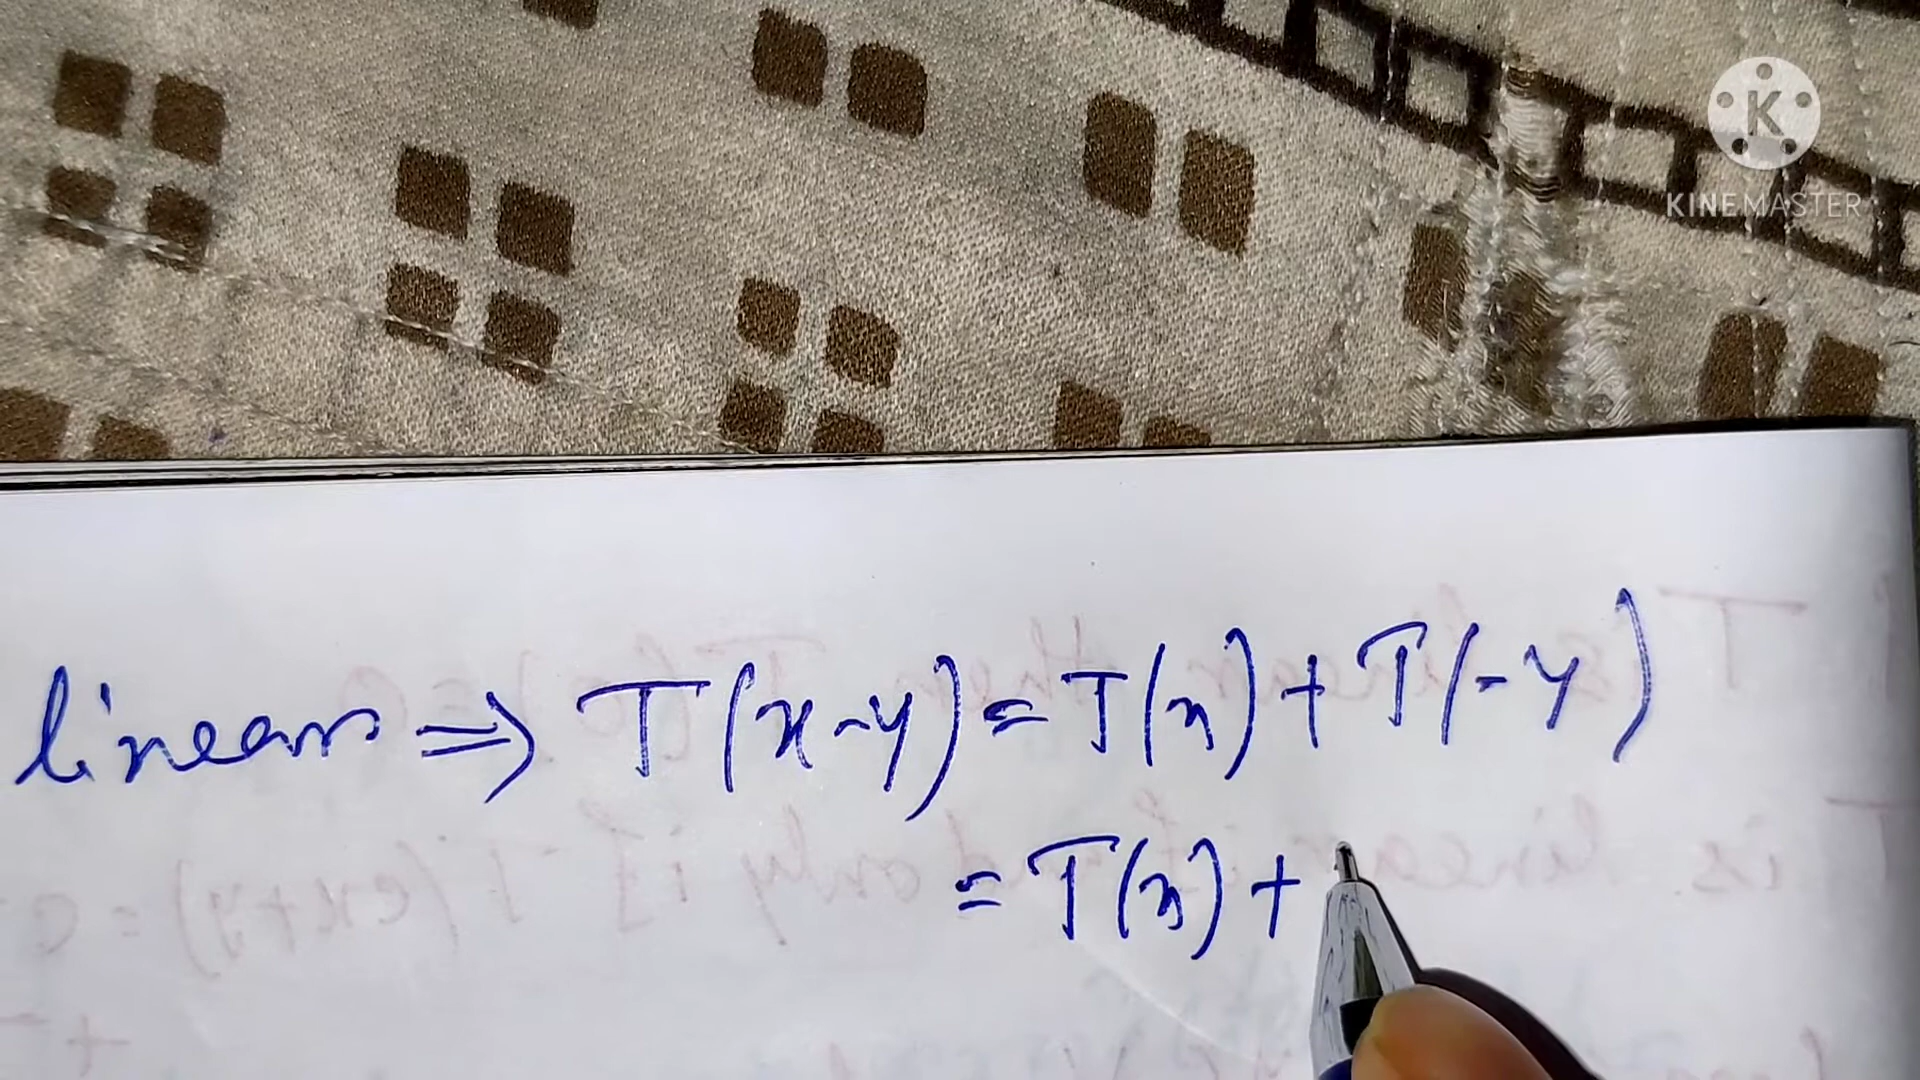 K
KINEMASTER
linear ⇒ T(x-y) = T(x) + T(-y)
= T(x) +